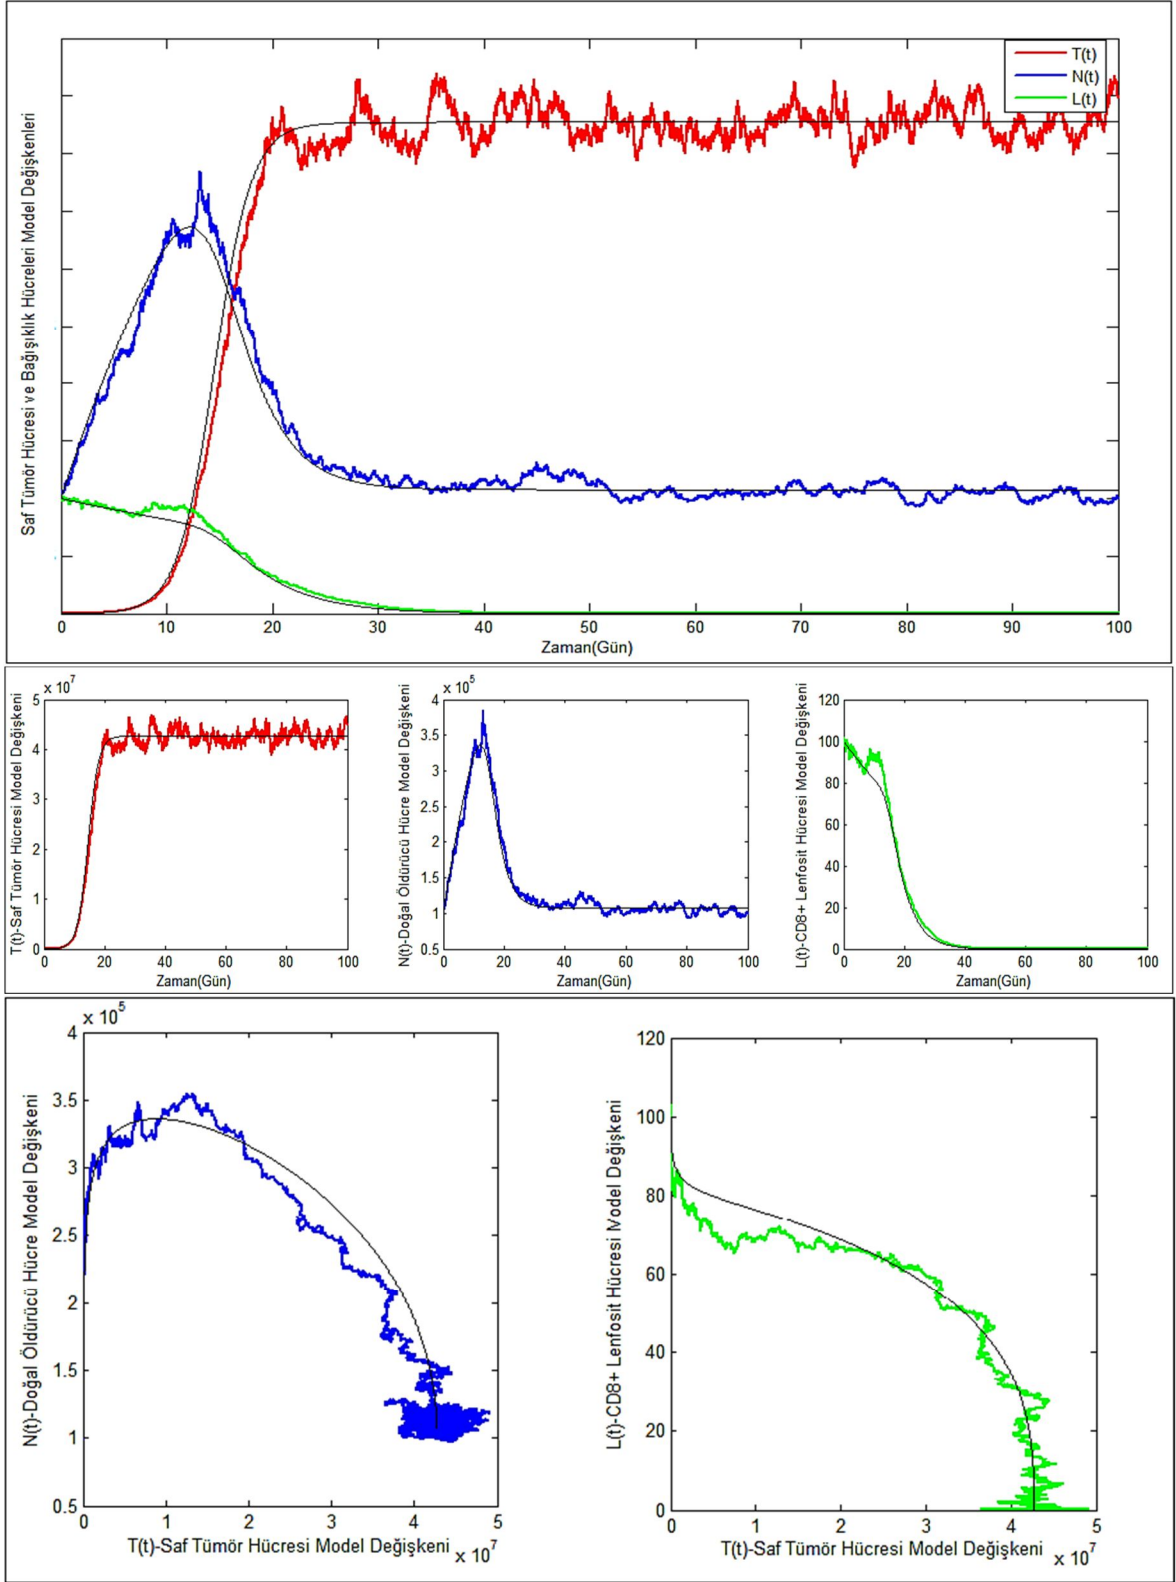 T(t)
N(t)
L(t)
Saf Tümör Hücresi ve Bağışıklık Hücreleri Model Değişkenleri
0 10 20 30 40 50 60 70 80 90 100
Zaman(Gün)
x 10^7
T(t)-Saf Tümör Hücresi Model Değişkeni
5
4
3
2
1
0
0 20 40 60 80 100
Zaman(Gün)
x 10^5
N(t)-Doğal Öldürücü Hücre Model Değişkeni
4
3.5
3
2.5
2
1.5
1
0.5
0 20 40 60 80 100
Zaman(Gün)
L(t)-CD8+ Lenfosit Hücresi Model Değişkeni
120
100
80
60
40
20
0
0 20 40 60 80 100
Zaman(Gün)
x 10^5
N(t)-Doğal Öldürücü Hücre Model Değişkeni
4
3.5
3
2.5
2
1.5
1
0.5
0 1 2 3 4 5
T(t)-Saf Tümör Hücresi Model Değişkeni x 10^7
L(t)-CD8+ Lenfosit Hücresi Model Değişkeni
120
100
80
60
40
20
0
0 1 2 3 4 5
T(t)-Saf Tümör Hücresi Model Değişkeni x 10^7